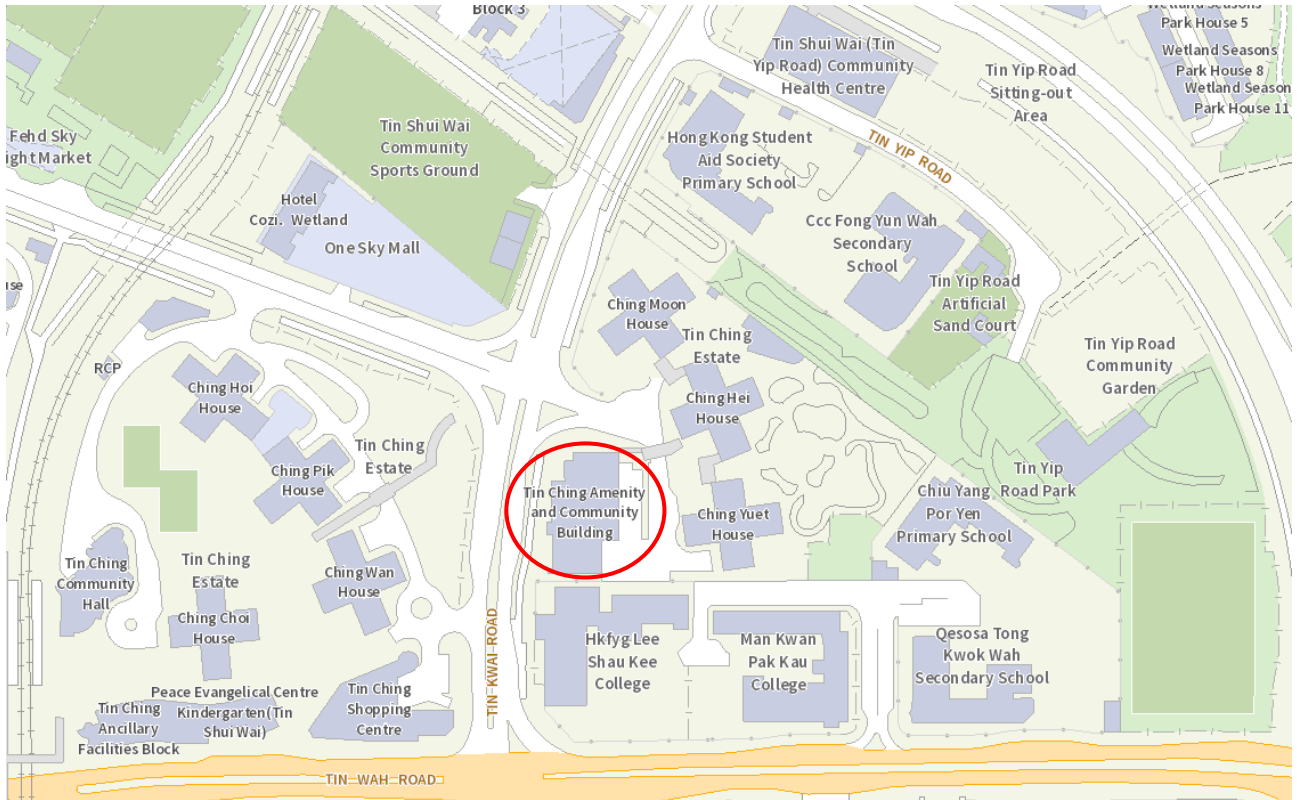 Block 3
Wetland Seasons
Park House 5
Wetland Seasons
Park House 8
Wetland Season
Park House 11
Tin Shui Wai (Tin
Yip Road) Community
Health Centre
Tin Yip Road
Sitting-out
Area
Fehd Sky
ight Market
Tin Shui Wai
Community
Sports Ground
Hong Kong Student
Aid Society
Primary School
TIN YIP ROAD
Hotel
Cozi. Wetland
One Sky Mall
Ccc Fong Yun Wah
Secondary
School
use
Ching Moon
House
Tin Ching
Estate
Tin Yip Road
Artificial
Sand Court
Tin Yip Road
Community
Garden
RCP
Ching Hoi
House
Ching Hei
House
Tin Ching
Estate
Ching Pik
House
Tin Ching Amenity
and Community
Building
Ching Yuet
House
Chiu Yang
Por Yen
Primary School
Tin Yip
Road Park
Tin Ching
Community
Hall
Tin Ching
Estate
Ching Wan
House
Ching Choi
House
TIN KWAI ROAD
Hkfyg Lee
Shau Kee
College
Man Kwan
Pak Kau
College
Qesosa Tong
Kwok Wah
Secondary School
Peace Evangelical Centre
Kindergarten(Tin
Shui Wai)
Tin Ching
Ancillary
Facilities Block
Tin Ching
Shopping
Centre
TIN WAH ROAD